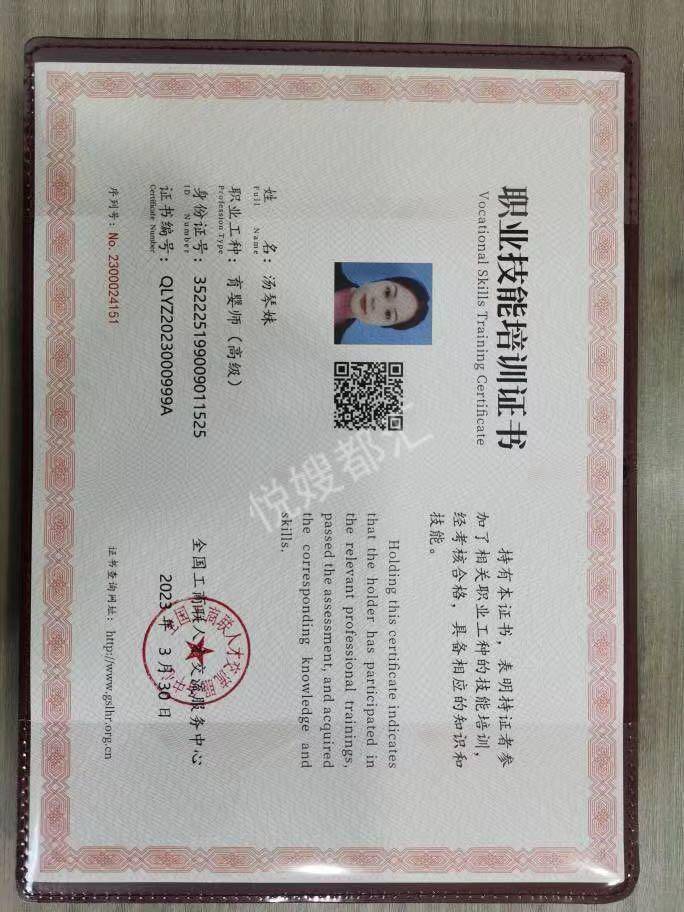 职业技能培训证书
Vocational Skills Training Certificate
姓 名：汤琴妹
Full Name
职业工种：育婴师（高级）
Profession Type
身份证号：352225199009011525
ID Number
证书编号：QLYZ2023000999A
Certificate Number
序列号：No. 2300024151
持有本证书，表明持证者参
加了相关职业工种的技能培训，
经考核合格，具备相应的知识和
技能。
Holding this certificate indicates
that the holder has participated in
the relevant professional trainings,
passed the assessment, and acquired
the corresponding knowledge and
skills.
全国工商联人才交流服务中心
2023 年 3 月 30 日
证书查询网址：http://www.gslhr.org.cn
悦嫂都汇